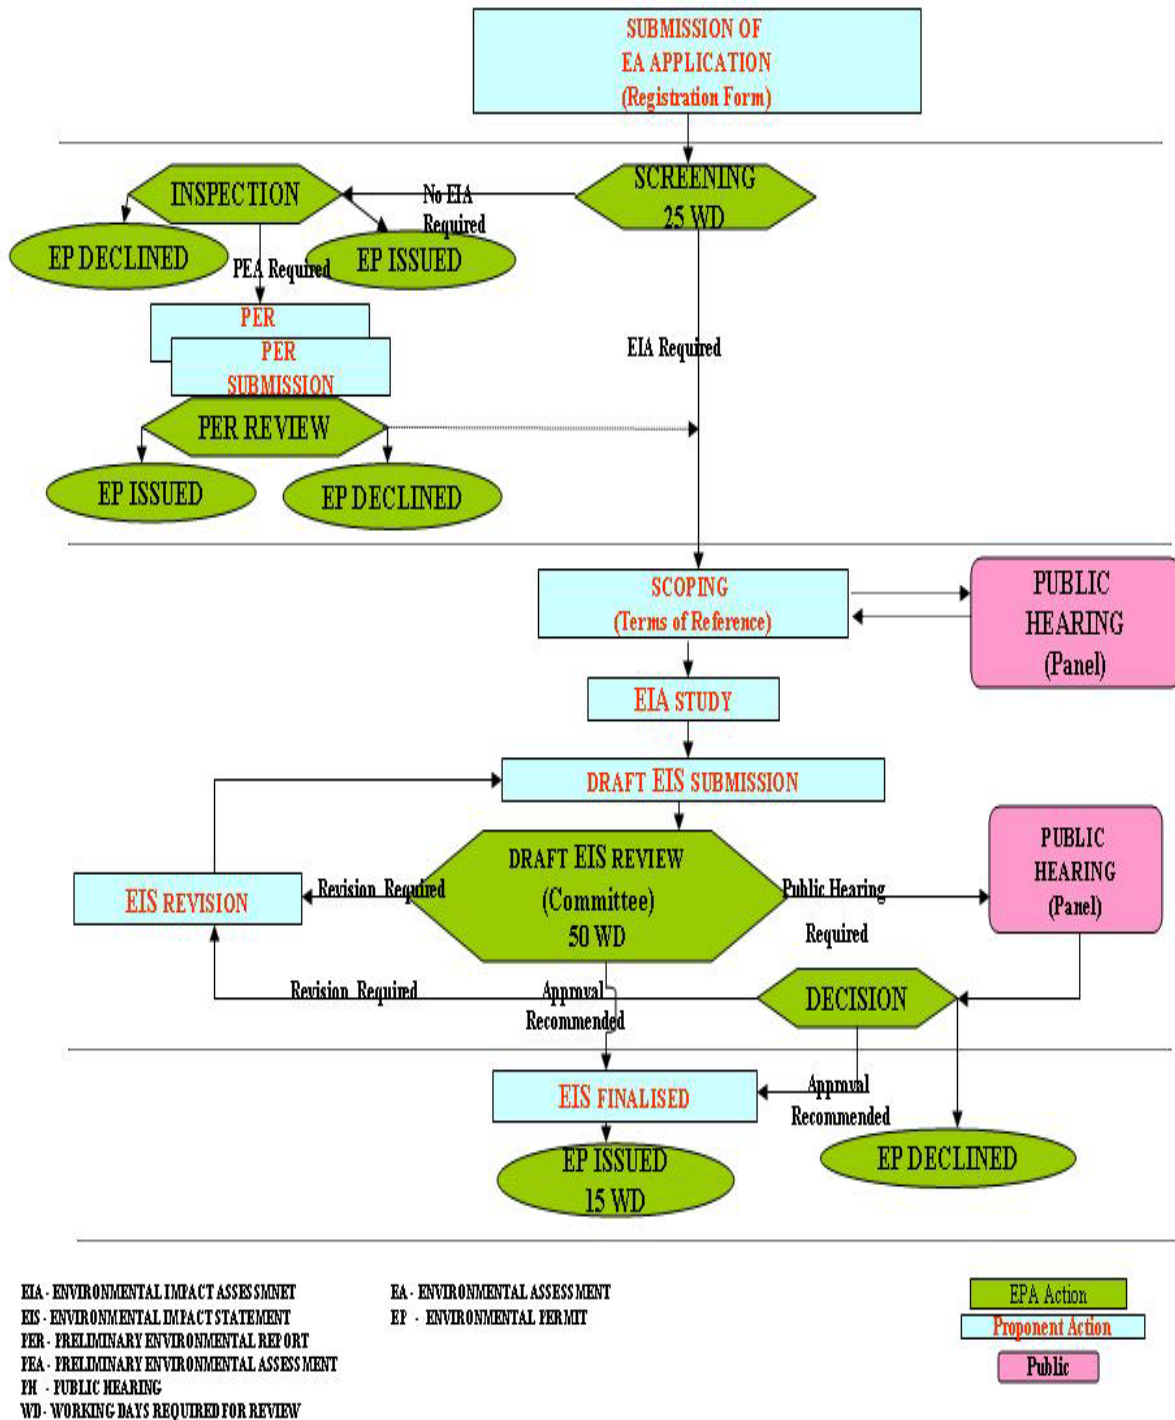 SUBMISSION OF
EA APPLICATION
(Registration Form)
SCREENING
25 WD
No EIA
Required
INSPECTION
EP DECLINED
EP ISSUED
PEA Required
PER
PER
SUBMISSION
EIA Required
PER REVIEW
EP ISSUED
EP DECLINED
SCOPING
(Terms of Reference)
PUBLIC
HEARING
(Panel)
EIA STUDY
DRAFT EIS SUBMISSION
DRAFT EIS REVIEW
(Committee)
50 WD
Revision Required
EIS REVISION
Public Hearing
Required
PUBLIC
HEARING
(Panel)
Revision Required
Approval
Recommended
DECISION
EIS FINALISED
Approval
Recommended
EP ISSUED
15 WD
EP DECLINED
EIA - ENVIRONMENTAL IMPACT ASSESSMNET
EIS - ENVIRONMENTAL IMPACT STATEMENT
PER - PRELIMINARY ENVIRONMENTAL REPORT
PEA - PRELIMINARY ENVIRONMENTAL ASSESSMENT
PH - PUBLIC HEARING
WD - WORKING DAYS REQUIRED FOR REVIEW
EA - ENVIRONMENTAL ASSESSMENT
EP - ENVIRONMENTAL PERMIT
EPA Action
Proponent Action
Public